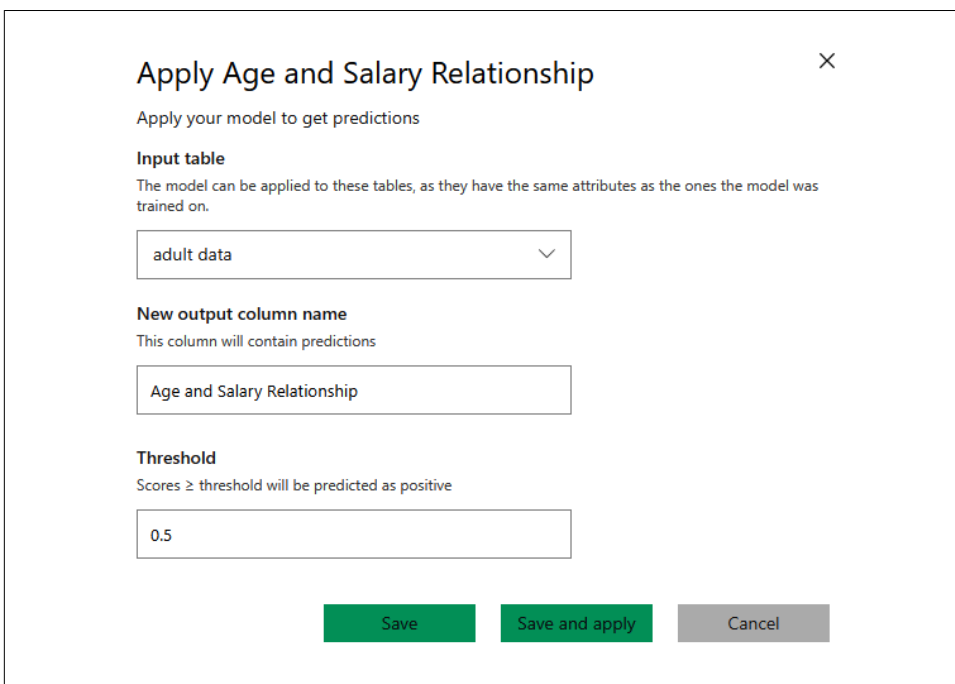 Apply Age and Salary Relationship
Apply your model to get predictions
Input table
The model can be applied to these tables, as they have the same attributes as the ones the model was
trained on.
adult data
New output column name
This column will contain predictions
Age and Salary Relationship
Threshold
Scores ≥ threshold will be predicted as positive
0.5
Save
Save and apply
Cancel